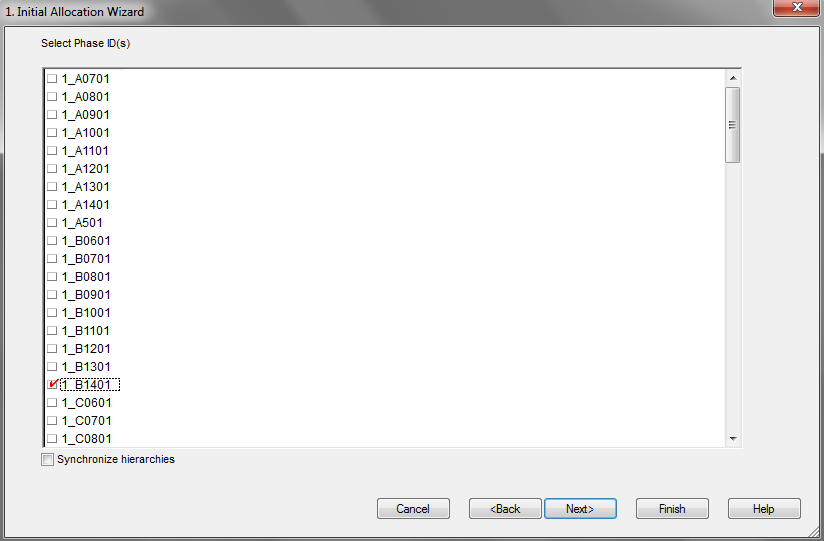 1. Initial Allocation Wizard
X
Select Phase ID(s)
1_A0701
1_A0801
1_A0901
1_A1001
1_A1101
1_A1201
1_A1301
1_A1401
1_A501
1_B0601
1_B0701
1_B0801
1_B0901
1_B1001
1_B1101
1_B1201
1_B1301
1_B1401
1_C0601
1_C0701
1_C0801
Synchronize hierarchies
Cancel <Back Next> Finish Help